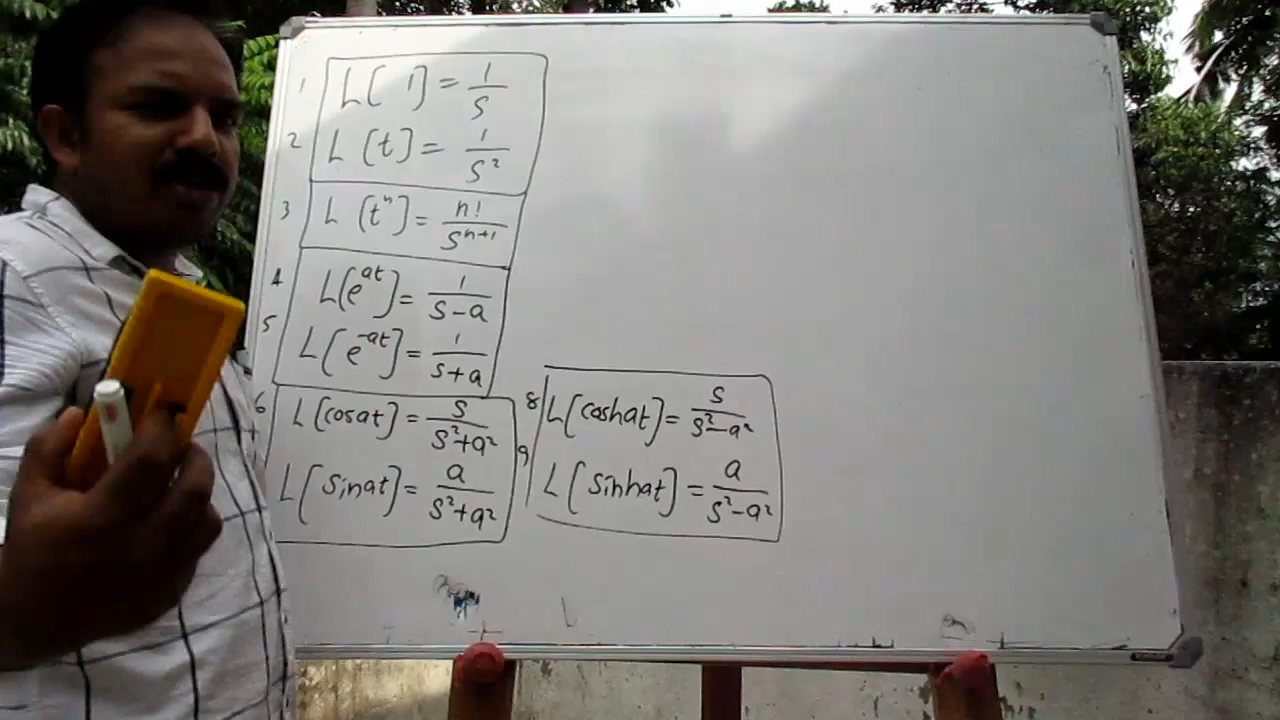 1 L[1] = 1/s
2 L[t] = 1/s²
3 L[tⁿ] = n!/sⁿ⁺¹
4 L[e^at] = 1/s-a
5 L[e^-at] = 1/s+a
6 L[cosat] = s/s²+a²
L[sinat] = a/s²+a²
8 L[coshat] = s/s²-a²
9 L[sinhat] = a/s²-a²